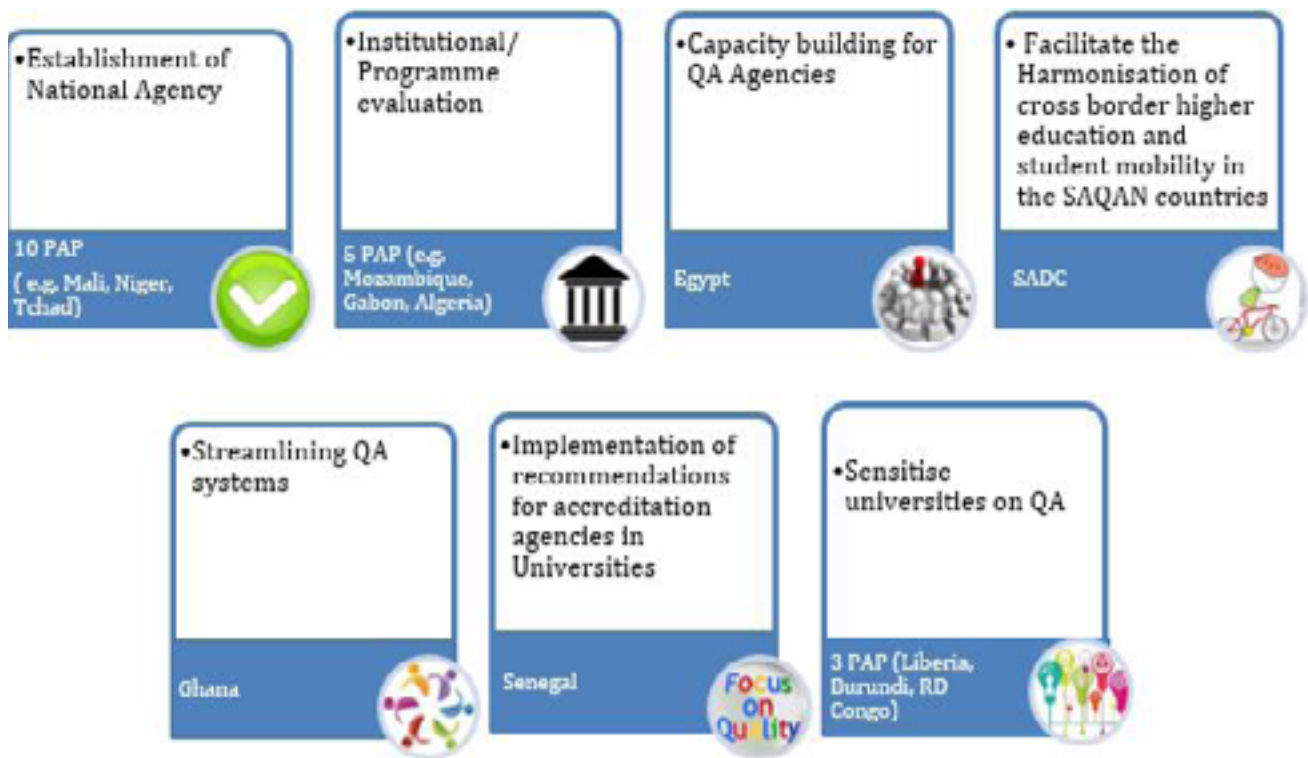 •Establishment of
National Agency
10 PAP
( e.g. Mali, Niger,
Tchad)
•Institutional/
Programme
evaluation
5 PAP (e.g.
Mozambique,
Gabon, Algeria)
•Capacity building for
QA Agencies
Egypt
• Facilitate the
Harmonisation of
cross border higher
education and
student mobility in
the SAQAN countries
SADC
•Streamlining QA
systems
Ghana
•Implementation of
recommendations
for accreditation
agencies in
Universities
Senegal
Focus
on
Quality
•Sensitise
universities on QA
3 PAP (Liberia,
Burundi, RD
Congo)